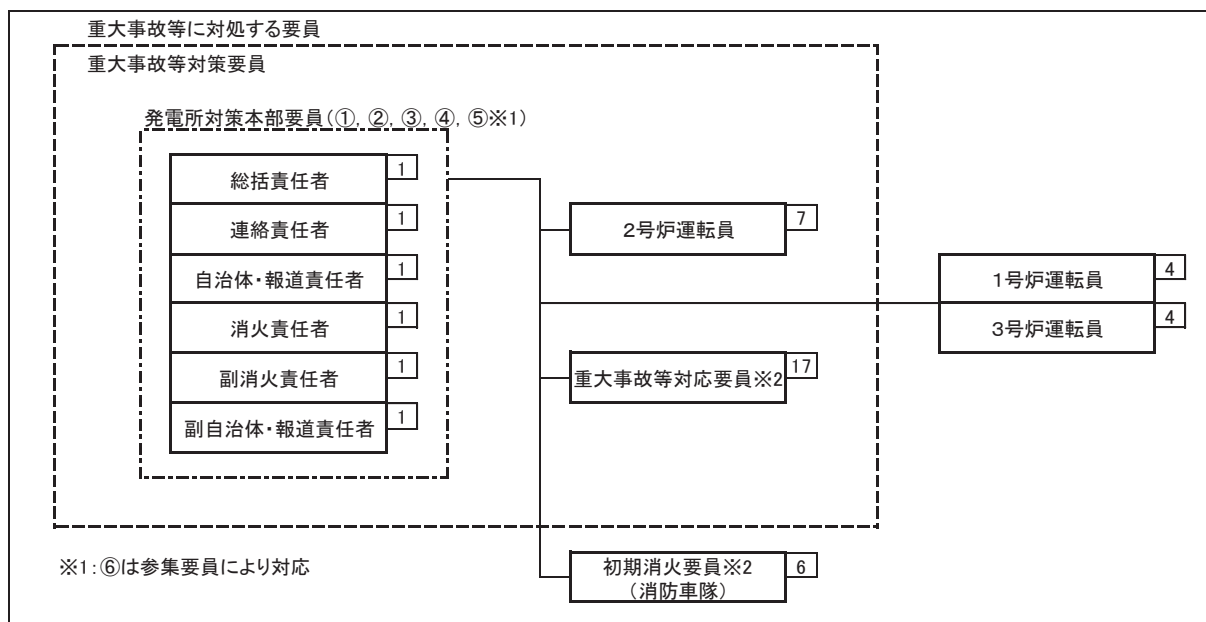 重大事故等に対処する要員
重大事故等対策要員
発電所対策本部要員(①, ②, ③, ④, ⑤※1)
総括責任者 1
連絡責任者 1
自治体・報道責任者 1
消火責任者 1
副消火責任者 1
副自治体・報道責任者 1
2号炉運転員 7
1号炉運転員 4
3号炉運転員 4
重大事故等対応要員※2 17
初期消火要員※2 6
(消防車隊)
※1:⑥は参集要員により対応